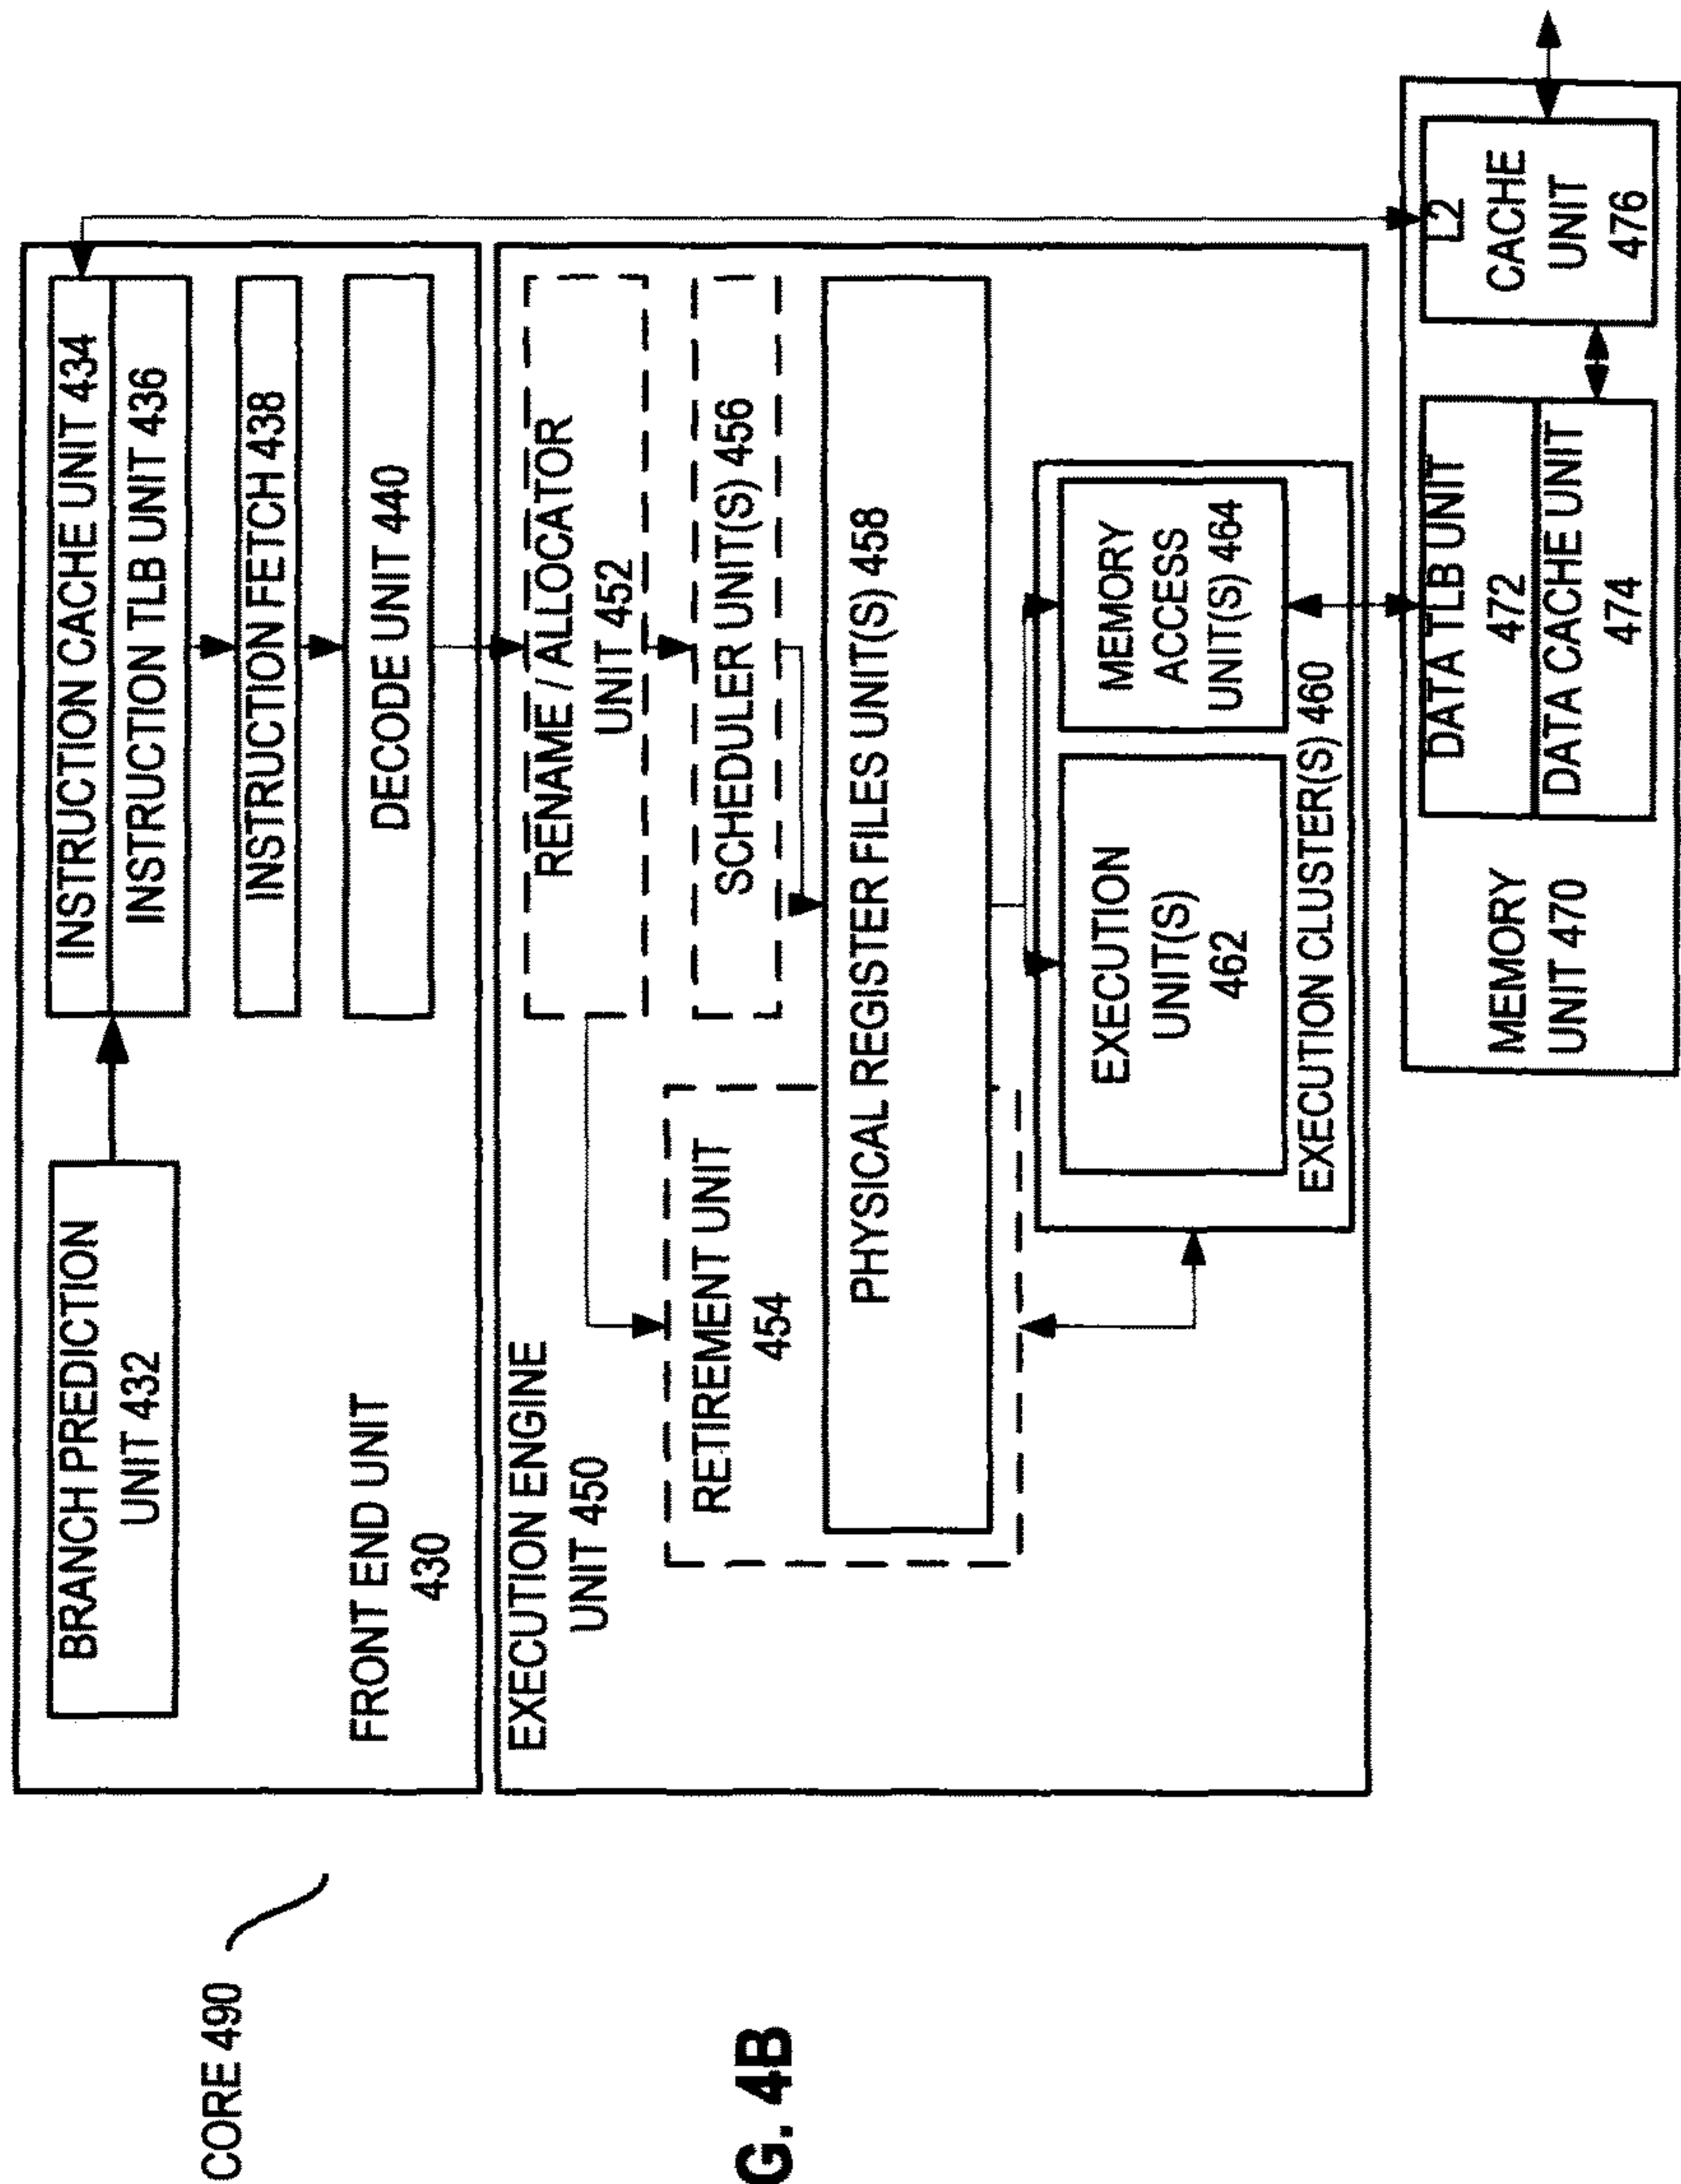 BRANCH PREDICTION
UNIT 432
INSTRUCTION CACHE UNIT 434
INSTRUCTION TLB UNIT 436
INSTRUCTION FETCH 438
DECODE UNIT 440
FRONT END UNIT
430
CORE 490
EXECUTION ENGINE
UNIT 450
RENAME / ALLOCATOR
UNIT 452
SCHEDULER UNIT(S) 456
RETIREMENT UNIT
454
PHYSICAL REGISTER FILES UNIT(S) 458
EXECUTION
UNIT(S)
462
MEMORY
ACCESS
UNIT(S) 464
EXECUTION CLUSTER(S) 460
MEMORY
UNIT 470
DATA TLB UNIT
472
DATA CACHE UNIT
474
L2
CACHE
UNIT
476
G. 4B